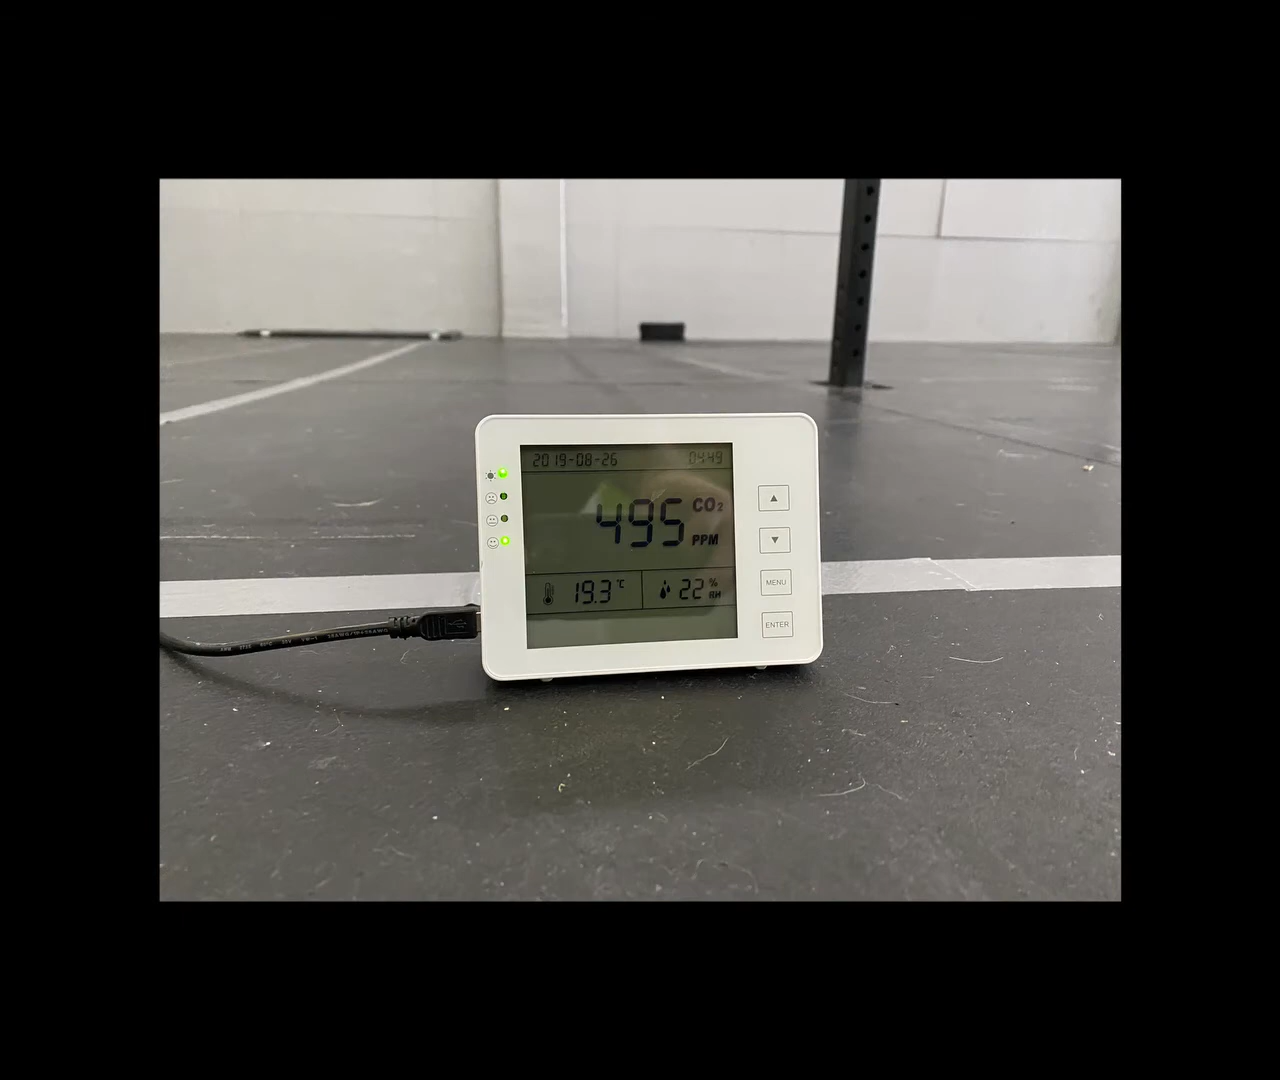 2019-08-26 04:49
495 CO₂
PPM
19.3 °C 22 % RH
▲
▼
MENU
ENTER